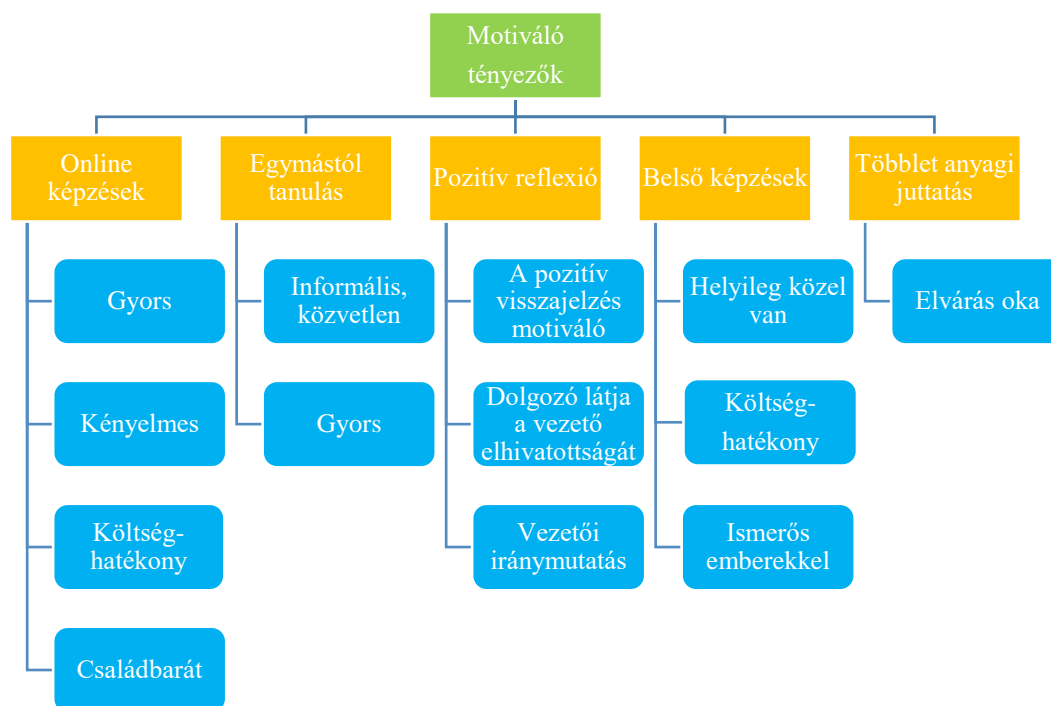 Motiváló
tényezők
Online
képzések
Gyors
Kényelmes
Költség-
hatékony
Családbarát
Egymástól
tanulás
Informális,
közvetlen
Gyors
Pozitív reflexió
A pozitív
visszajelzés
motiváló
Dolgozó látja
a vezető
elhivatottságát
Vezetői
iránymutatás
Belső képzések
Helyileg közel
van
Költség-
hatékony
Ismerős
emberekkel
Többlet anyagi
juttatás
Elvárás oka